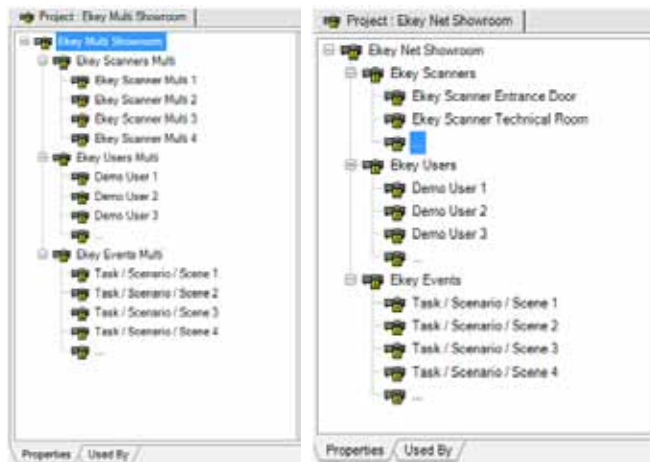 Project : Ekey Multi Showroom
Ekey Multi Showroom
Ekey Scanners Multi
Ekey Scanner Multi 1
Ekey Scanner Multi 2
Ekey Scanner Multi 3
Ekey Scanner Multi 4
Ekey Users Multi
Demo User 1
Demo User 2
Demo User 3
...
Ekey Events Multi
Task / Scenario / Scene 1
Task / Scenario / Scene 2
Task / Scenario / Scene 3
Task / Scenario / Scene 4
...
Properties
Used By
Project : Ekey Net Showroom
Ekey Net Showroom
Ekey Scanners
Ekey Scanner Entrance Door
Ekey Scanner Technical Room
...
Ekey Users
Demo User 1
Demo User 2
Demo User 3
...
Ekey Events
Task / Scenario / Scene 1
Task / Scenario / Scene 2
Task / Scenario / Scene 3
Task / Scenario / Scene 4
...
Properties
Used By